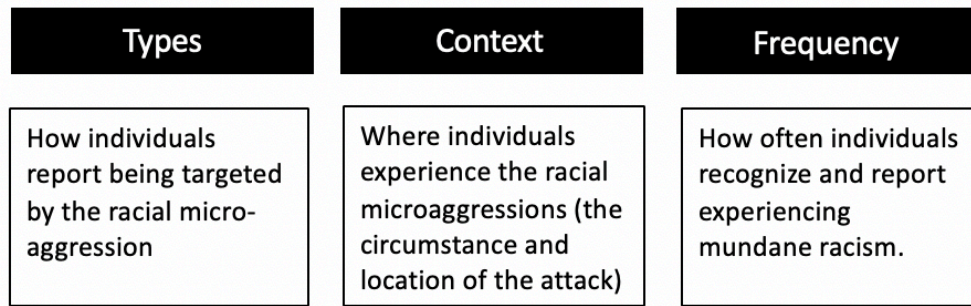 Types
How individuals
report being targeted
by the racial micro-
aggression
Context
Where individuals
experience the racial
microaggressions (the
circumstance and
location of the attack)
Frequency
How often individuals
recognize and report
experiencing
mundane racism.